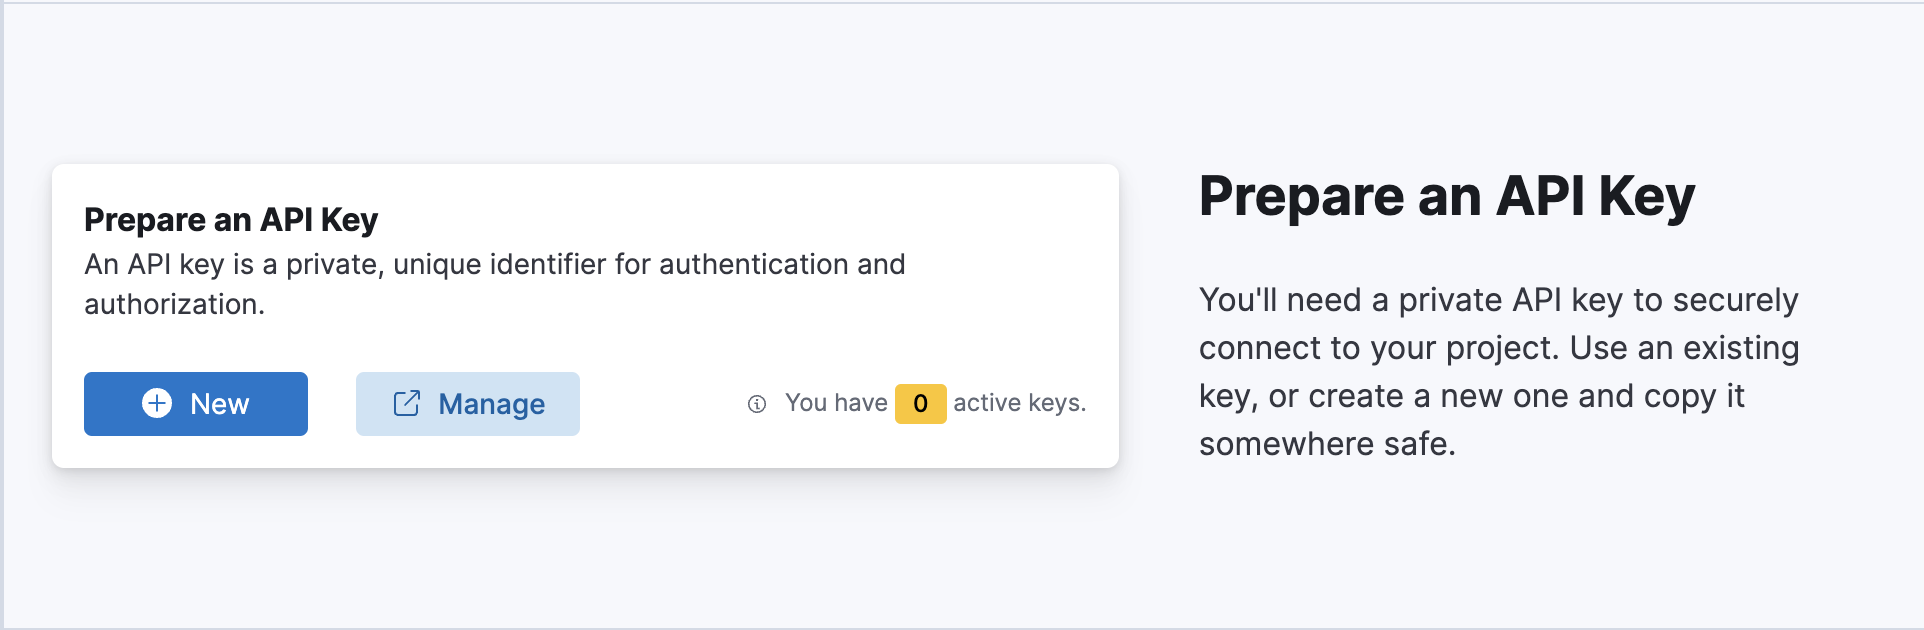 Prepare an API Key
An API key is a private, unique identifier for authentication and
authorization.
New
Manage
You have 0 active keys.
Prepare an API Key
You'll need a private API key to securely
connect to your project. Use an existing
key, or create a new one and copy it
somewhere safe.